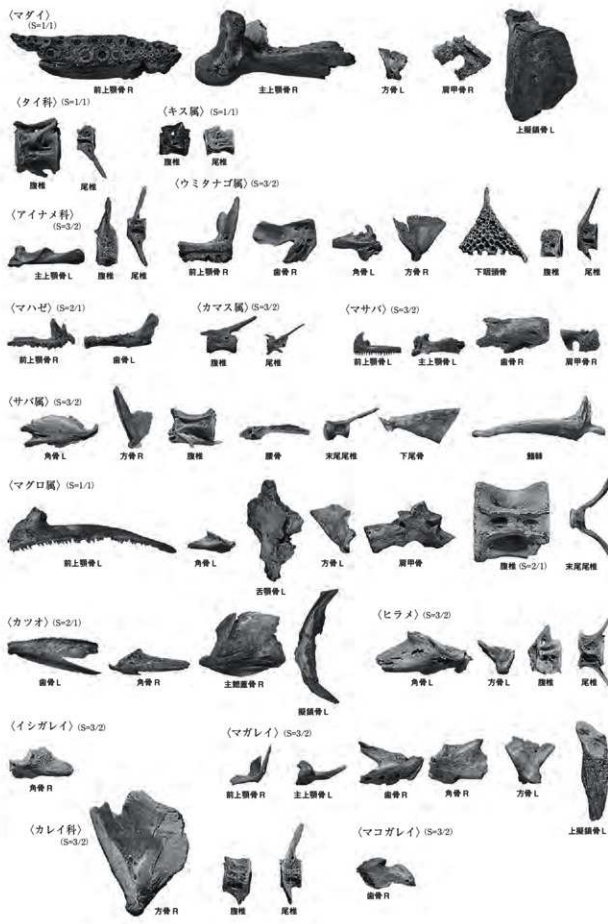 〈マダイ〉
(S=1/1)
前上顎骨 R 主上顎骨 R 方骨 L 肩甲骨 R 上擬鎖骨 L
〈タイ科〉(S=1/1) 〈キス属〉(S=1/1)
腹椎 尾椎 腹椎 尾椎
〈ウミタナゴ属〉(S=3/2)
〈アイナメ科〉
(S=3/2)
主上顎骨 L 腹椎 尾椎 前上顎骨 R 歯骨 R 角骨 L 方骨 R 下咽頭骨 腹椎 尾椎
〈マハゼ〉(S=2/1) 〈カマス属〉(S=3/2) 〈マサバ〉(S=3/2)
前上顎骨 R 歯骨 L 腹椎 尾椎 前上顎骨 L 主上顎骨 L 歯骨 R 肩甲骨 R
〈サバ属〉(S=3/2)
角骨 L 方骨 R 腹椎 腰骨 末尾尾椎 下尾骨 鰭棘
〈マグロ属〉(S=1/1)
前上顎骨 L 角骨 L 舌顎骨 L 方骨 L 肩甲骨 腹椎 (S=2/1) 末尾尾椎
〈カツオ〉(S=2/1) 〈ヒラメ〉(S=3/2)
歯骨 L 角骨 R 主鰓蓋骨 R 擬鎖骨 L 角骨 L 方骨 L 腹椎 尾椎
〈イシガレイ〉(S=3/2) 〈マガレイ〉(S=3/2)
角骨 R 前上顎骨 R 主上顎骨 L 歯骨 R 角骨 R 方骨 L 上擬鎖骨 L
〈カレイ科〉
(S=3/2)
〈マコガレイ〉(S=3/2)
方骨 R 腹椎 尾椎 歯骨 R